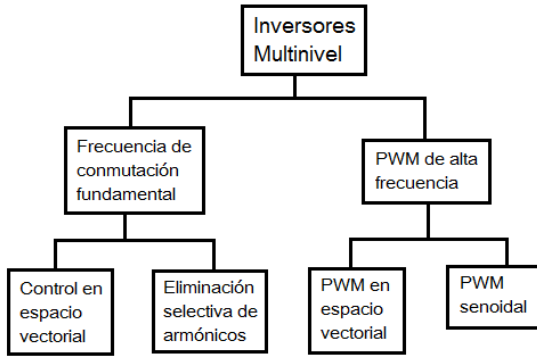 Inversores
Multinivel
Frecuencia de
conmutación
fundamental
PWM de alta
frecuencia
Control en
espacio
vectorial
Eliminación
selectiva de
armónicos
PWM en
espacio
vectorial
PWM
senoidal